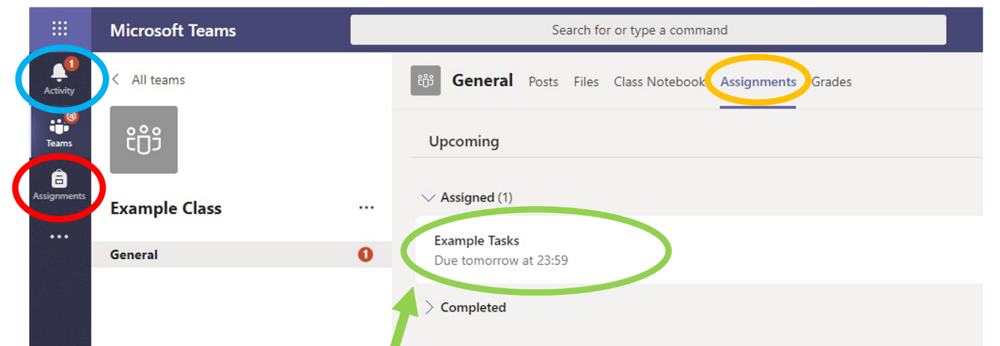 Microsoft Teams
Search for or type a command
1
Activity
@
Teams
Assignments
All teams
Example Class
General
1
General Posts Files Class Notebook Assignments Grades
Upcoming
Assigned (1)
Example Tasks
Due tomorrow at 23:59
Completed